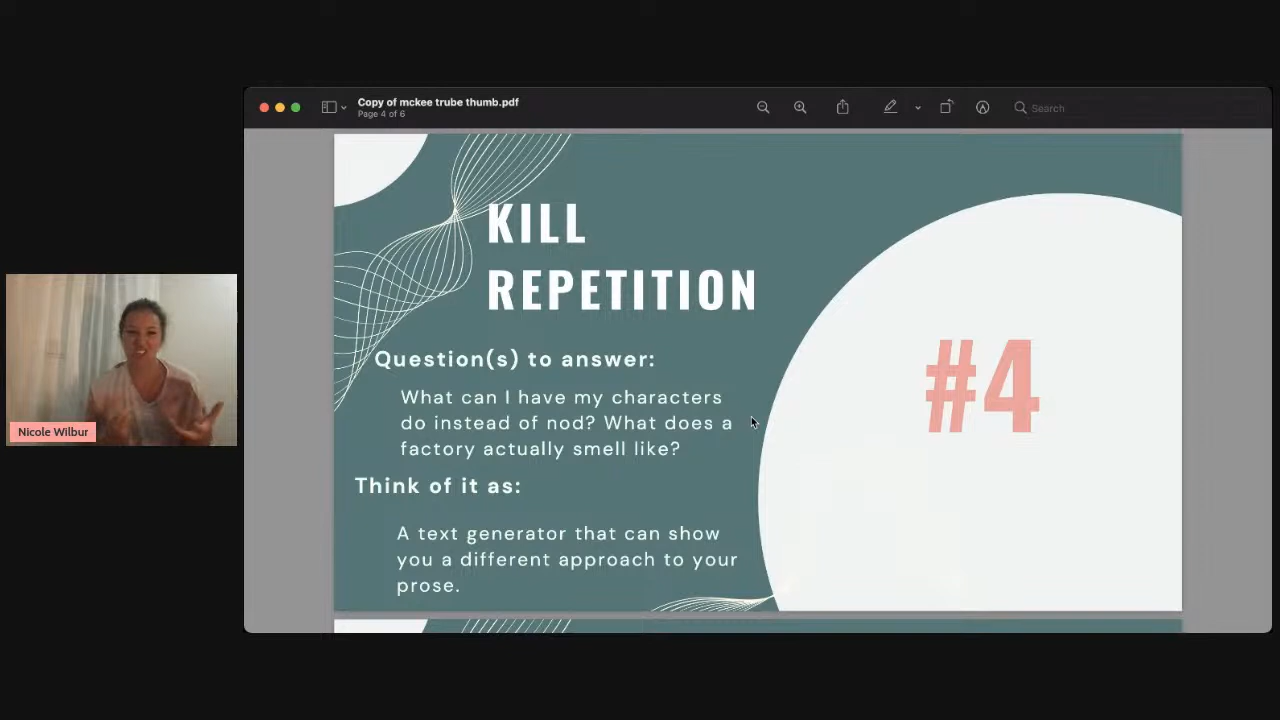 Copy of mckee trube thumb.pdf
Page 4 of 6
Search
KILL
REPETITION
Question(s) to answer:
What can I have my characters
do instead of nod? What does a
factory actually smell like?
Think of it as:
A text generator that can show
you a different approach to your
prose.
#4
Nicole Wilbur